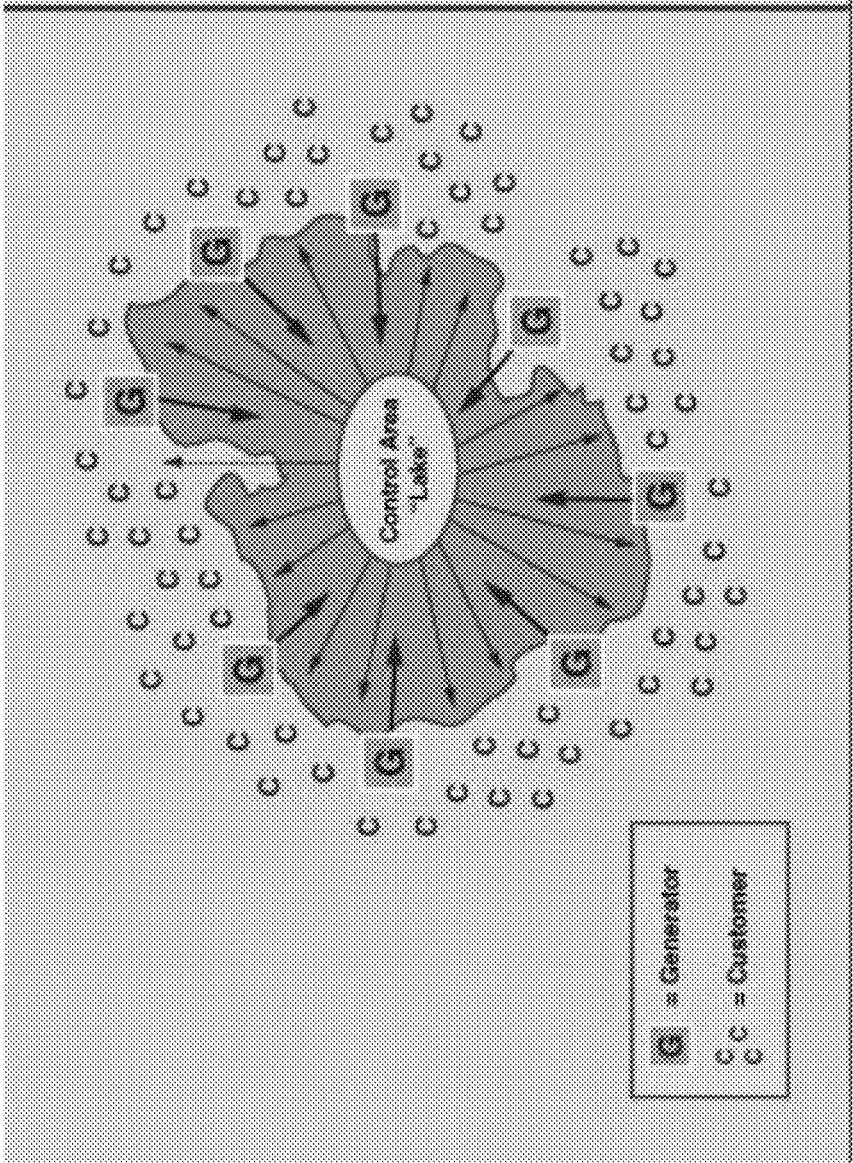 C C C C C C
G
C C C C C C C C C C C
G
C C C
G
C C C C C C C C
G
C
G
Control Area
"Lake"
C C C C C C C C C C C C
G
C C C
G
C C C C C C C C C
G
C C C C C C C C C C
G = Generator
C C C = Customer